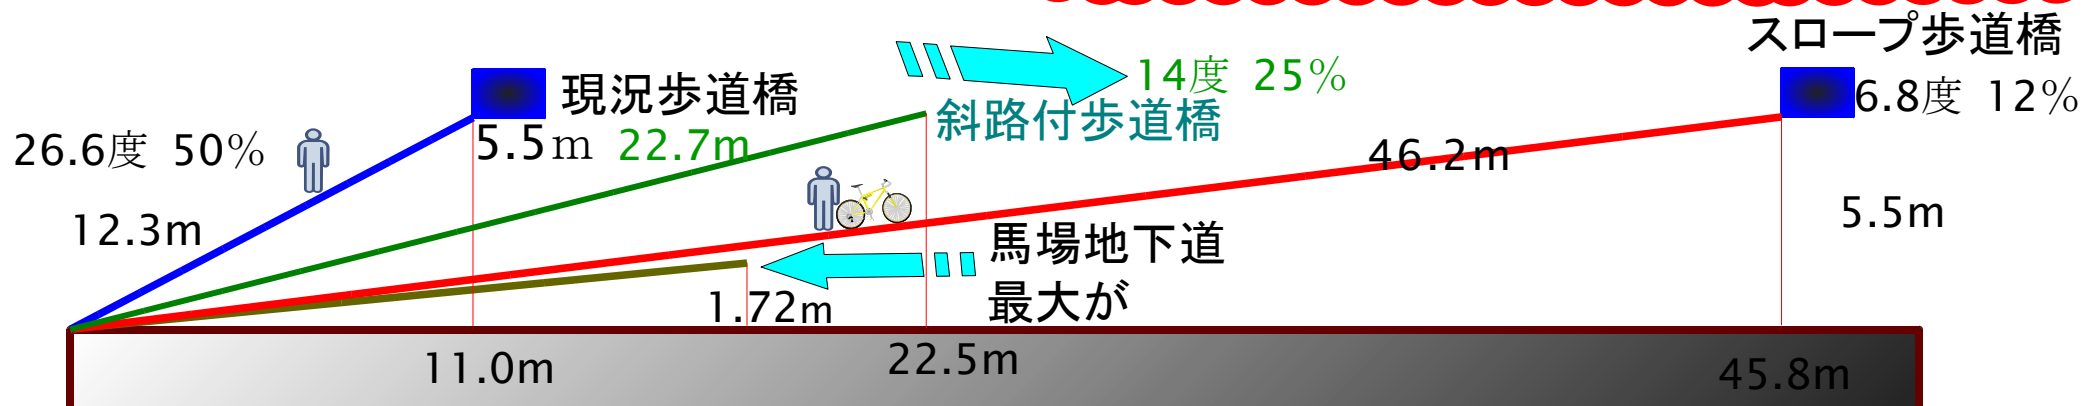 スロープ歩道橋
6.8度 12%
現況歩道橋
14度 25%
斜路付歩道橋
26.6度 50%
5.5m
22.7m
46.2m
12.3m
5.5m
馬場地下道
最大が
1.72m
11.0m
22.5m
45.8m